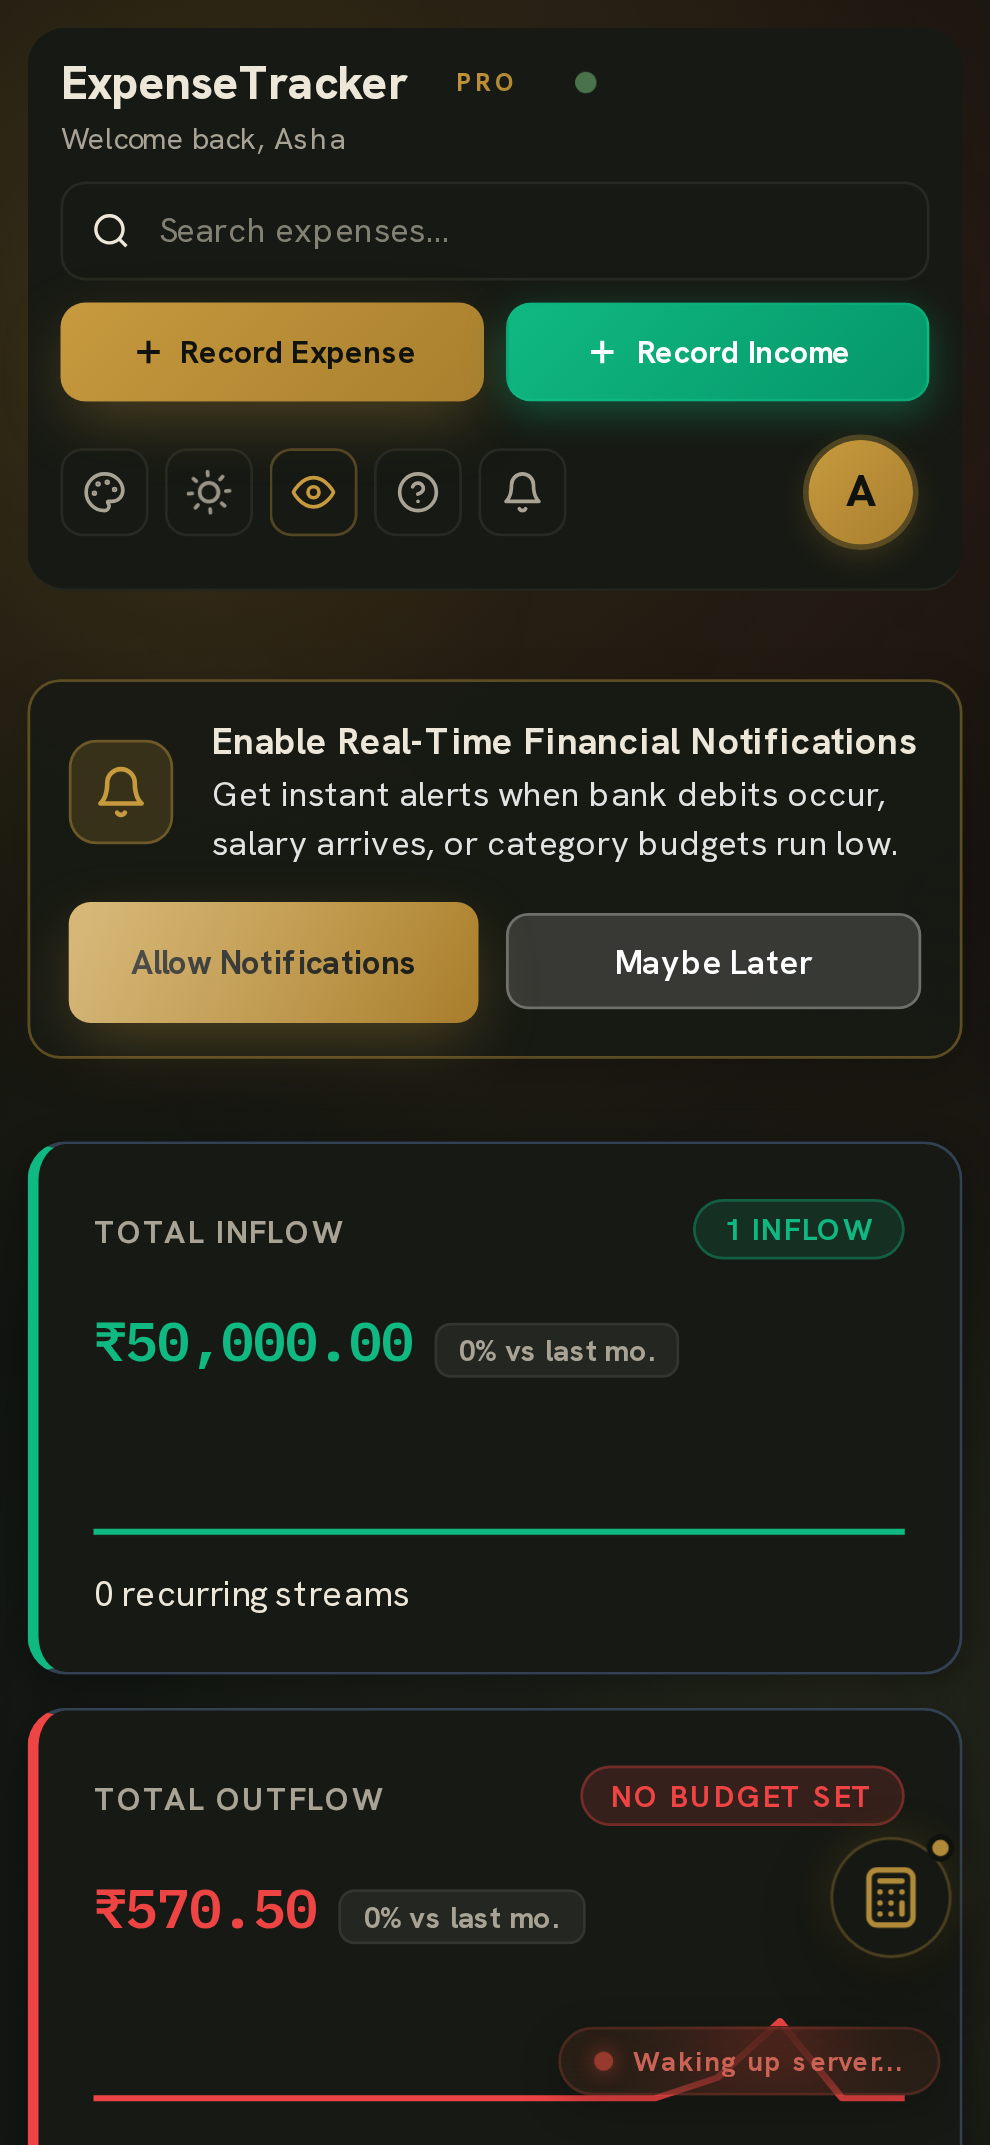 ExpenseTracker PRO
Welcome back, Asha
Search expenses...
+ Record Expense
+ Record Income
A
Enable Real-Time Financial Notifications
Get instant alerts when bank debits occur,
salary arrives, or category budgets run low.
Allow Notifications
Maybe Later
TOTAL INFLOW
1 INFLOW
₹50,000.00
0% vs last mo.
0 recurring streams
TOTAL OUTFLOW
NO BUDGET SET
₹570.50
0% vs last mo.
Waking up server...